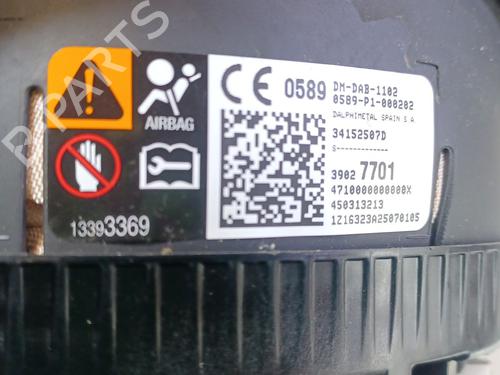 CE 0589 DM-DAB-1102
0589-P1-000202
DALPHIMETAL SPAIN S A
AIRBAG
34152507D
S-------------
3902 7701
4710000000000X
450313213
1Z16323A25070105
13393369
B-PARTS